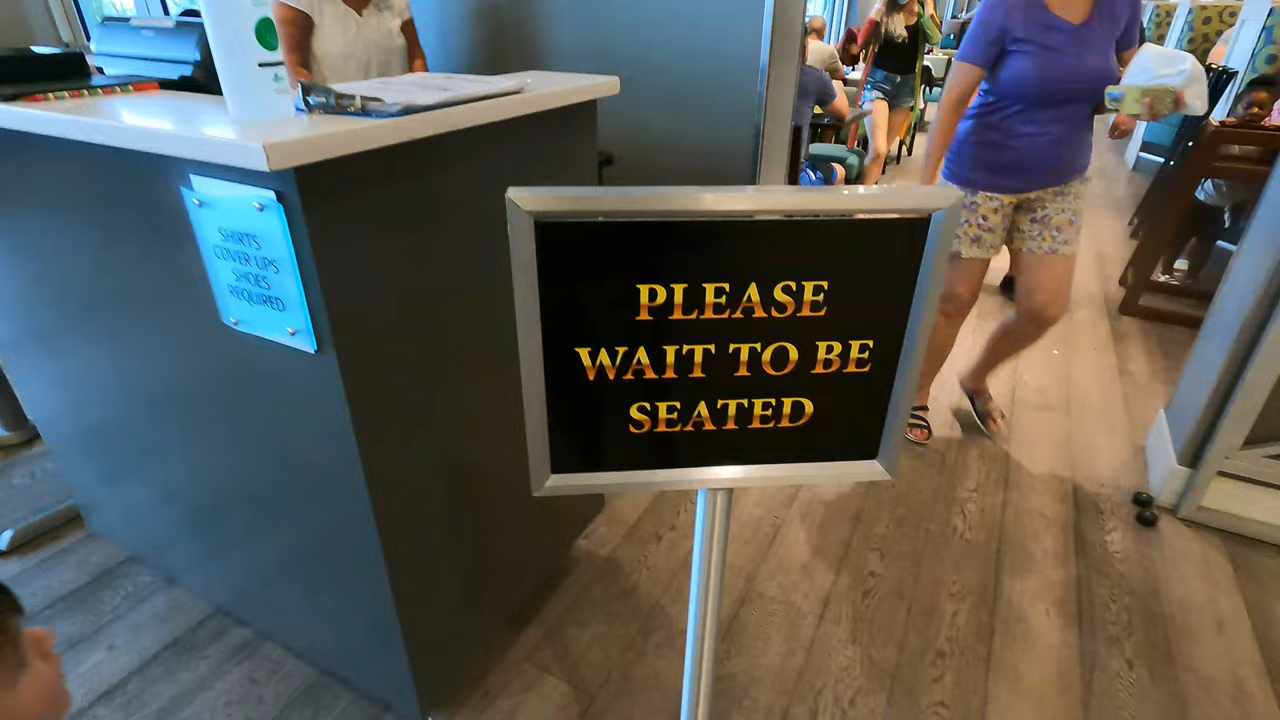 SHIRTS
COVER UPS
SHOES
REQUIRED
PLEASE
WAIT TO BE
SEATED